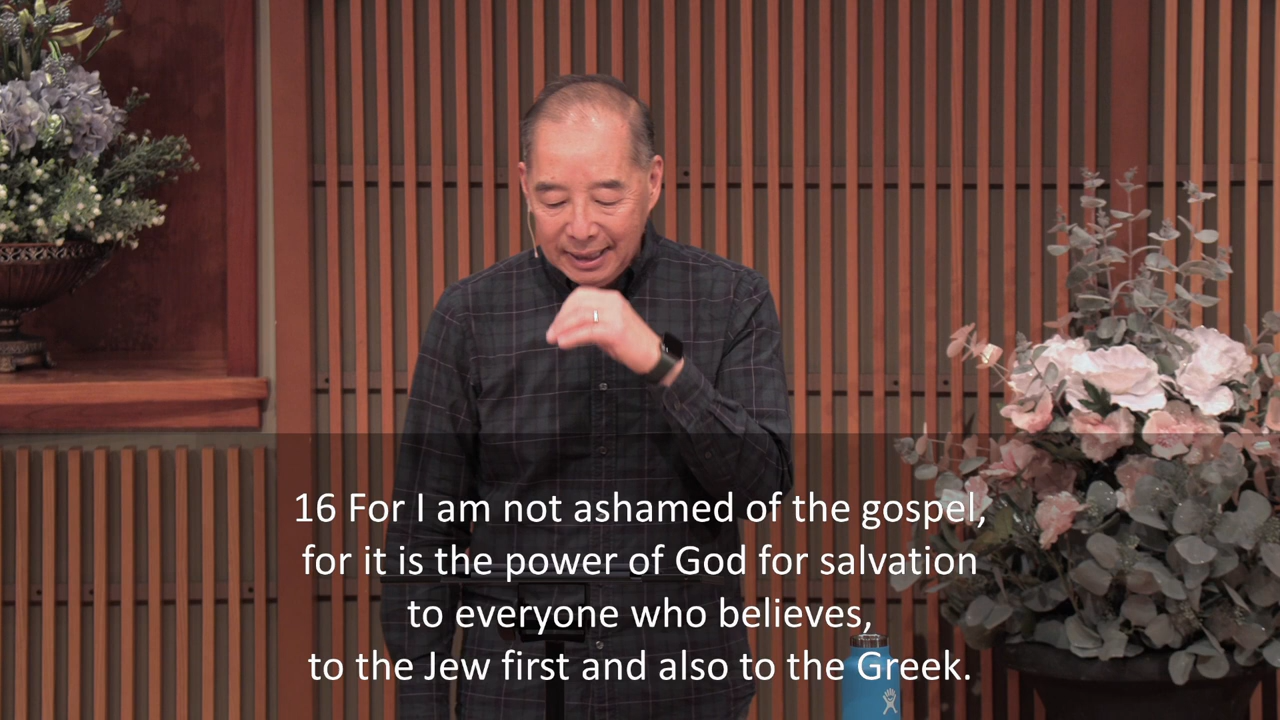 16 For I am not ashamed of the gospel,
for it is the power of God for salvation
to everyone who believes,
to the Jew first and also to the Greek.